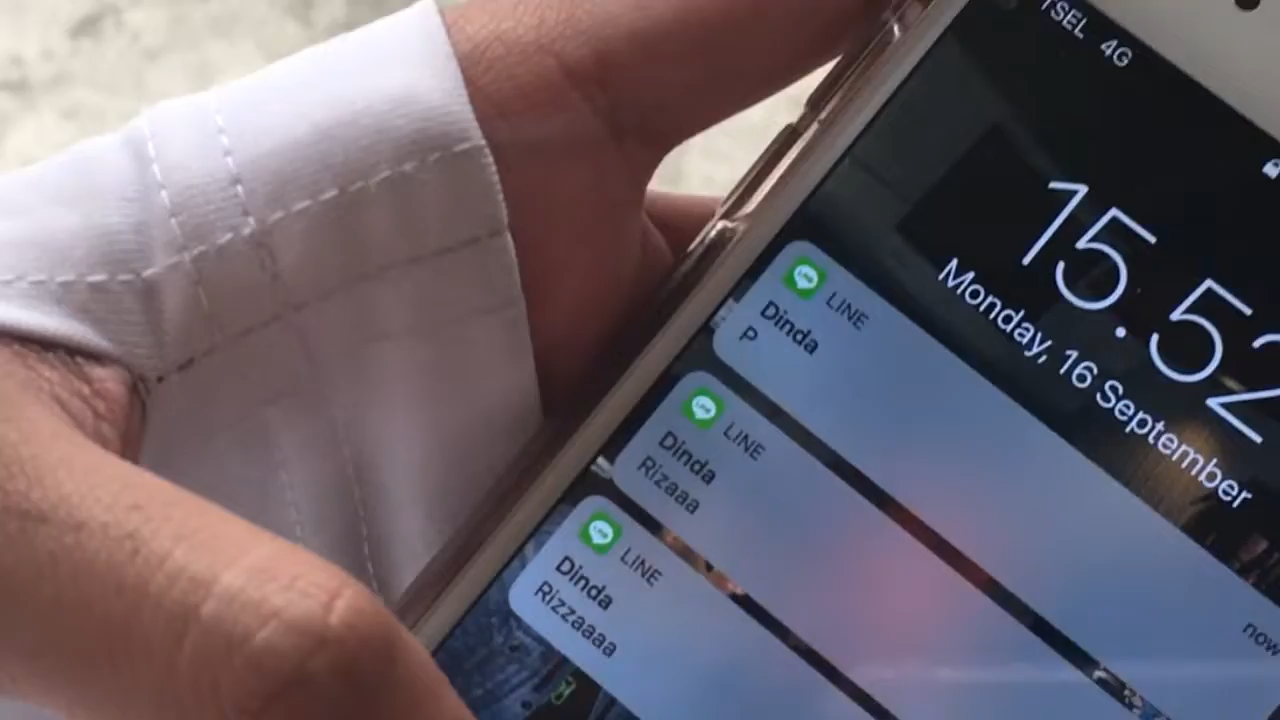 TSEL 4G
15.52
Monday, 16 September
LINE
Dinda
P
LINE
Dinda
Rizaaa
now
LINE
Dinda
Rizzaaaa